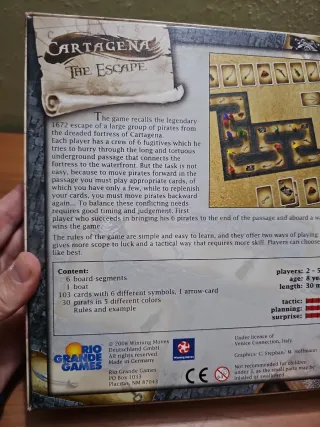 CARTAGENA
THE ESCAPE
The game recalls the legendary
1672 escape of a large group of pirates from
the dreaded fortress of Cartagena.
Each player has a crew of 6 fugitives which he
tries to hurry through the long and tortuous
underground passage that connects the
fortress to the waterfront. But the task is not
easy, because to move pirates forward in the
passage you must play appropriate cards, of
which you have only a few, while to replenish
your cards, you must move pirates backward
again... To balance these conflicting needs
requires good timing and judgement. First
player who succeeds in bringing his 6 pirates to the end of the passage and aboard a
wins the game.
The rules of the game are simple and easy to learn, and they offer two ways of playing
gives more scope to luck and a tactical way that requires more skill. Players can choose
like best.
Content:
6 board-segments
1 boat
103 cards with 6 different symbols, 1 arrow-card
30 pirates in 5 different colors
Rules and example
players: 2 - 5
age: 8 ye
length: 30 m
tactic:
planning:
surprise:
RIO
GRANDE
GAMES
© 2008 Winning Moves
Deutschland GmbH
All rights reserved.
Made in Germany
Rio Grande Games
PO Box 1033
Placitas, NM 87043
Under licence of
Venice Connection, Italy.
Graphics: C. Stephan/ M. Hoffmann
CE
0-3
Not recommended for children
under 3, as the small parts may be
inhaled or swallowed